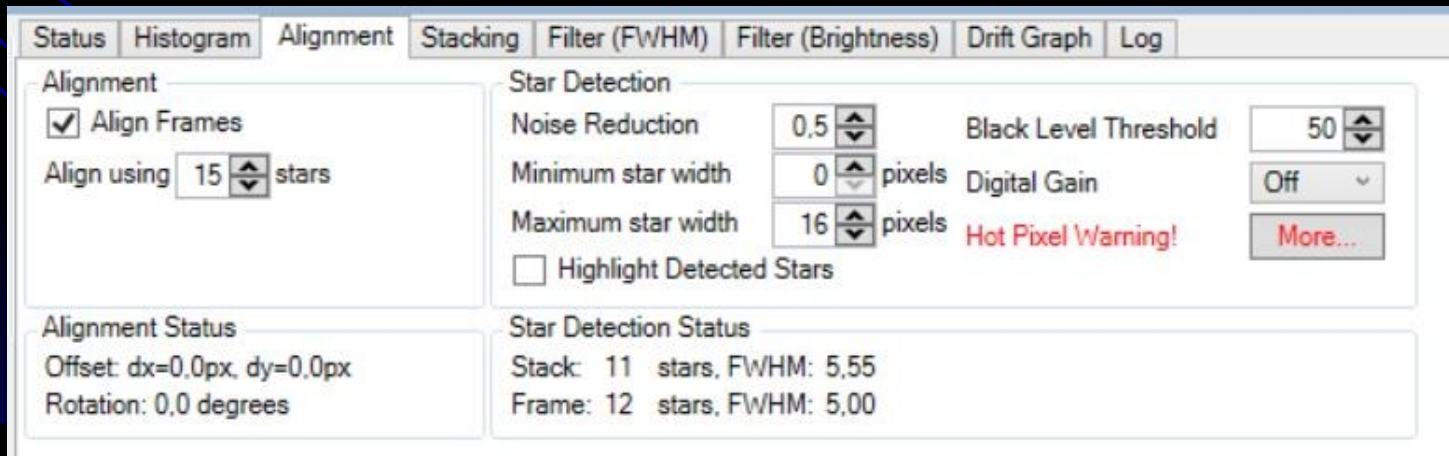 Status Histogram Alignment Stacking Filter (FWHM) Filter (Brightness) Drift Graph Log
Alignment
Align Frames
Align using 15 stars
Star Detection
Noise Reduction 0,5
Minimum star width 0 pixels
Maximum star width 16 pixels
Highlight Detected Stars
Black Level Threshold 50
Digital Gain Off
Hot Pixel Warning! More...
Alignment Status
Offset: dx=0,0px, dy=0,0px
Rotation: 0,0 degrees
Star Detection Status
Stack: 11 stars, FWHM: 5,55
Frame: 12 stars, FWHM: 5,00